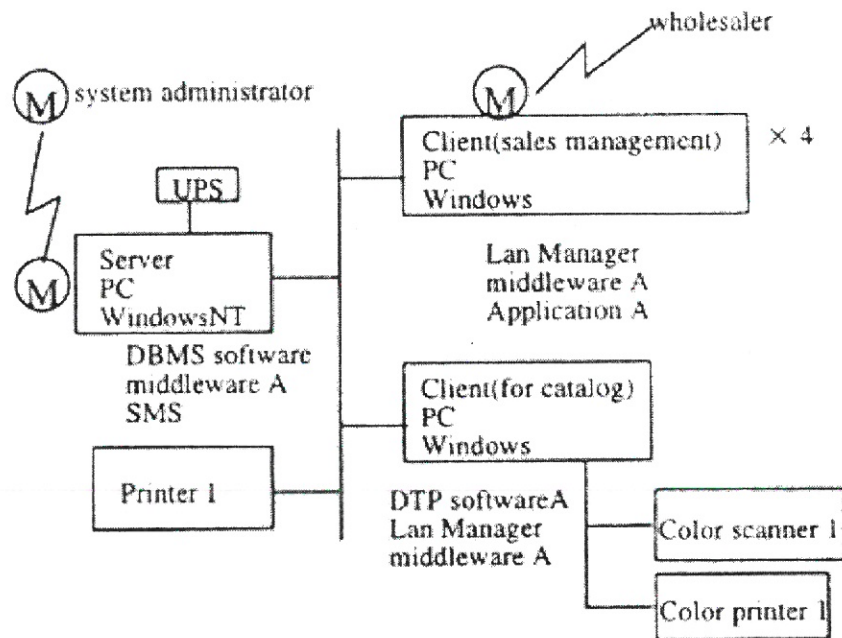 wholesaler
M system administrator
M
Client(sales management)
PC
Windows
× 4
UPS
M
Server
PC
WindowsNT
Lan Manager
middleware A
Application A
DBMS software
middleware A
SMS
Client(for catalog)
PC
Windows
Printer 1
DTP softwareA
Lan Manager
middleware A
Color scanner 1
Color printer 1